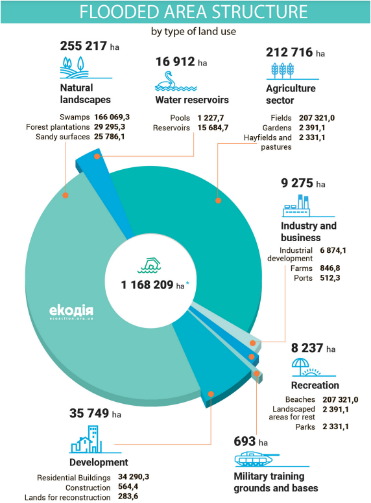 FLOODED AREA STRUCTURE
by type of land use
255 217 ha
Natural
landscapes
Swamps 166 069,3
Forest plantations 29 295,3
Sandy surfaces 25 786,1
16 912 ha
Water reservoirs
Pools 1 227,7
Reservoirs 15 684,7
212 716 ha
Agriculture
sector
Fields 207 321,0
Gardens 2 391,1
Hayfields and 2 331,1
pastures
9 275 ha
Industry and
business
Industrial 6 874,1
development
Farms 846,8
Ports 512,3
1 168 209 ha*
екодія
8 237 ha
Recreation
Beaches 207 321,0
Landscaped 2 391,1
areas for rest
Parks 2 331,1
35 749 ha
Development
Residential Buildings 34 290,3
Construction 564,4
Lands for reconstruction 283,6
693 ha
Military training
grounds and bases